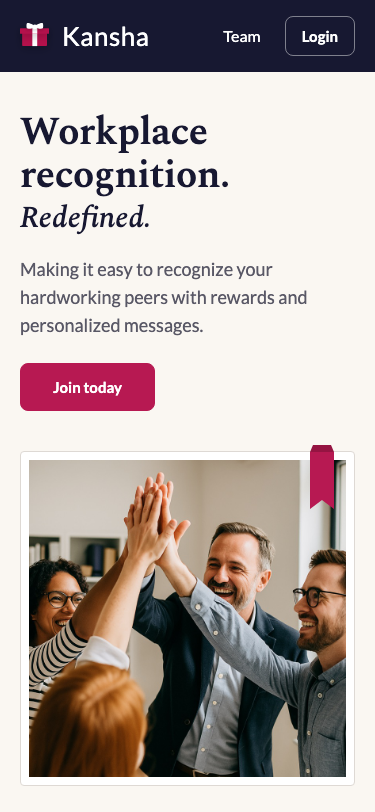 Kansha
Team
Login
Workplace
recognition.
Redefined.
Making it easy to recognize your
hardworking peers with rewards and
personalized messages.
Join today